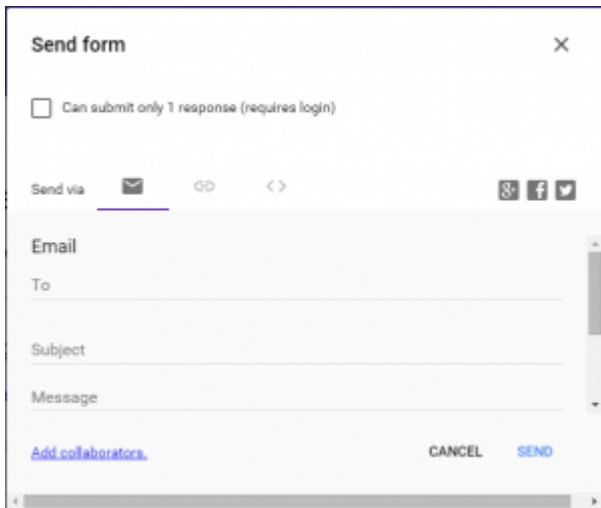 Send form
Can submit only 1 response (requires login)
Send via
Email
To
Subject
Message
Add collaborators.
CANCEL SEND